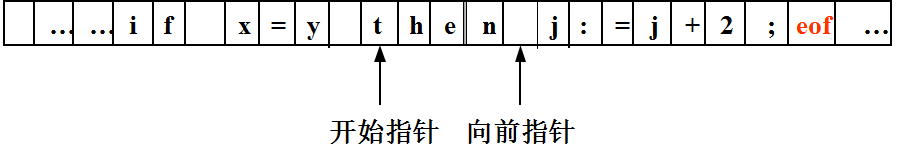 … … i f x = y t h e n j : = j + 2 ; eof …
开始指针 向前指针